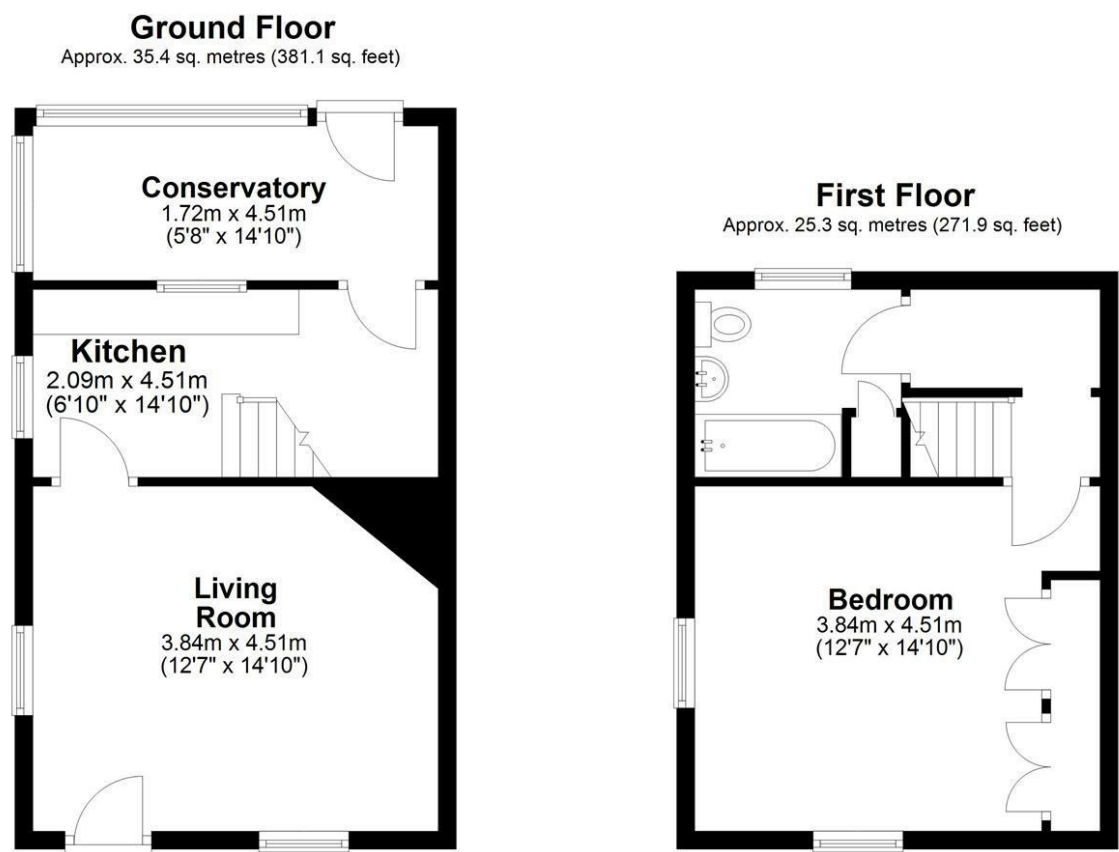 Ground Floor
Approx. 35.4 sq. metres (381.1 sq. feet)
Conservatory
1.72m x 4.51m
(5'8" x 14'10")
Kitchen
2.09m x 4.51m
(6'10" x 14'10")
Living
Room
3.84m x 4.51m
(12'7" x 14'10")
First Floor
Approx. 25.3 sq. metres (271.9 sq. feet)
Bedroom
3.84m x 4.51m
(12'7" x 14'10")